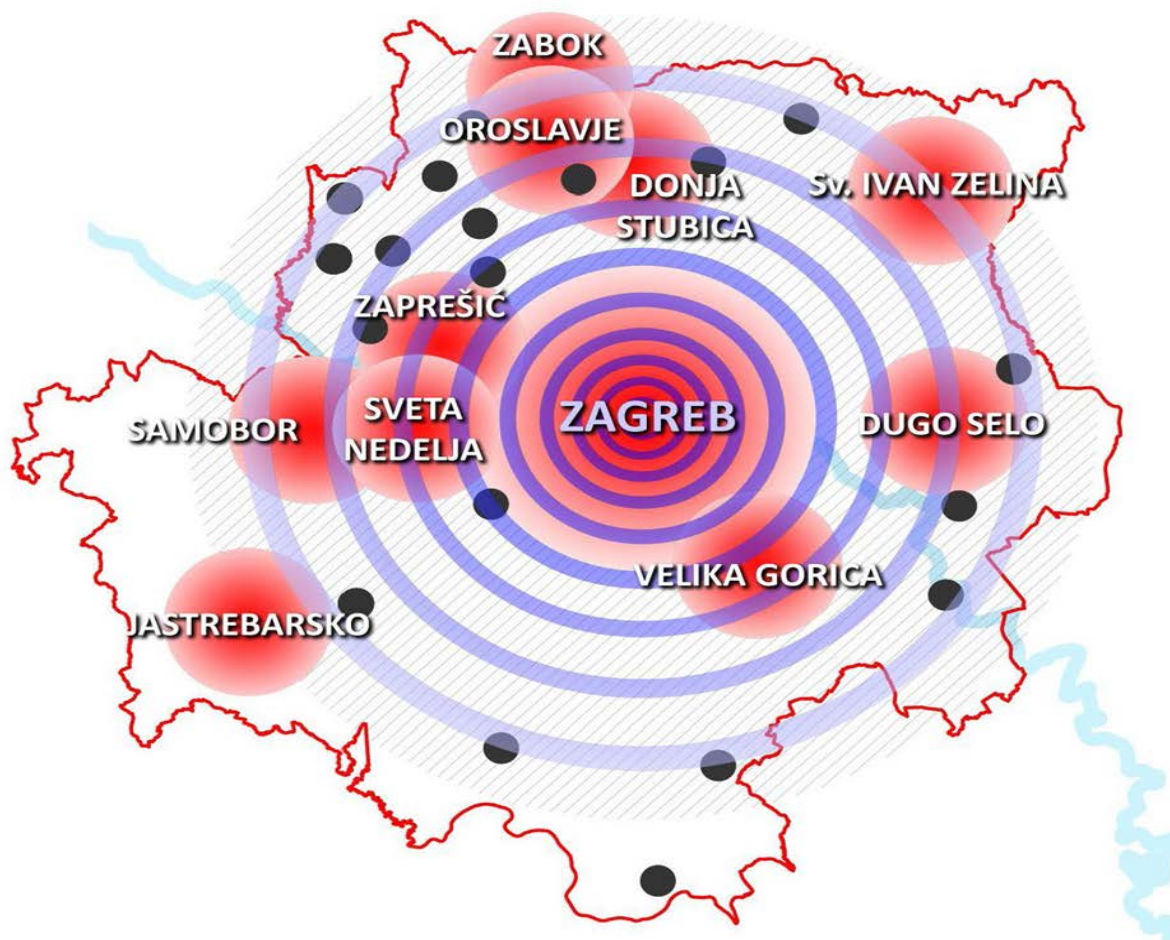 ZABOK
OROSLAVJE
DONJA
STUBICA
Sv. IVAN ZELINA
ZAPREŠIĆ
SAMOBOR
SVETA
NEDELJA
ZAGREB
DUGO SELO
VELIKA GORICA
JASTREBARSKO